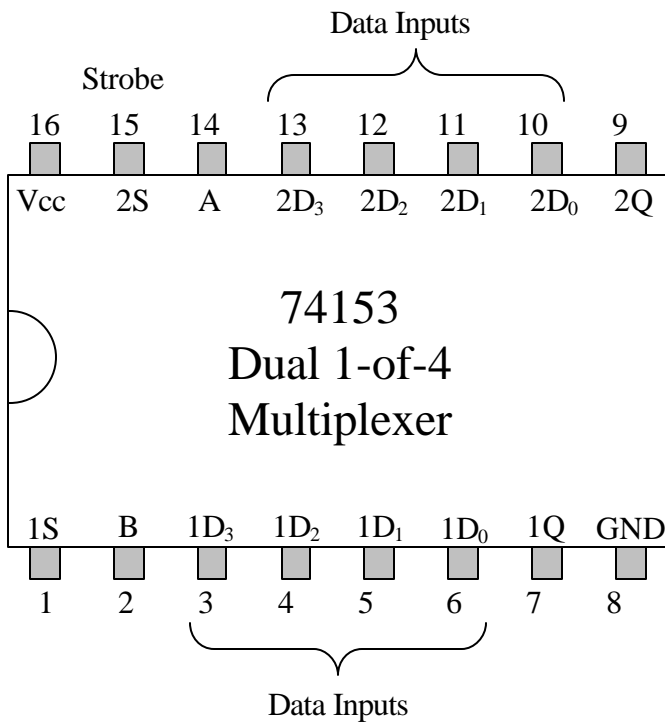 Data Inputs
Strobe
16 15 14 13 12 11 10 9
Vcc 2S A 2D₃ 2D₂ 2D₁ 2D₀ 2Q
74153
Dual 1-of-4
Multiplexer
1S B 1D₃ 1D₂ 1D₁ 1D₀ 1Q GND
1 2 3 4 5 6 7 8
Data Inputs